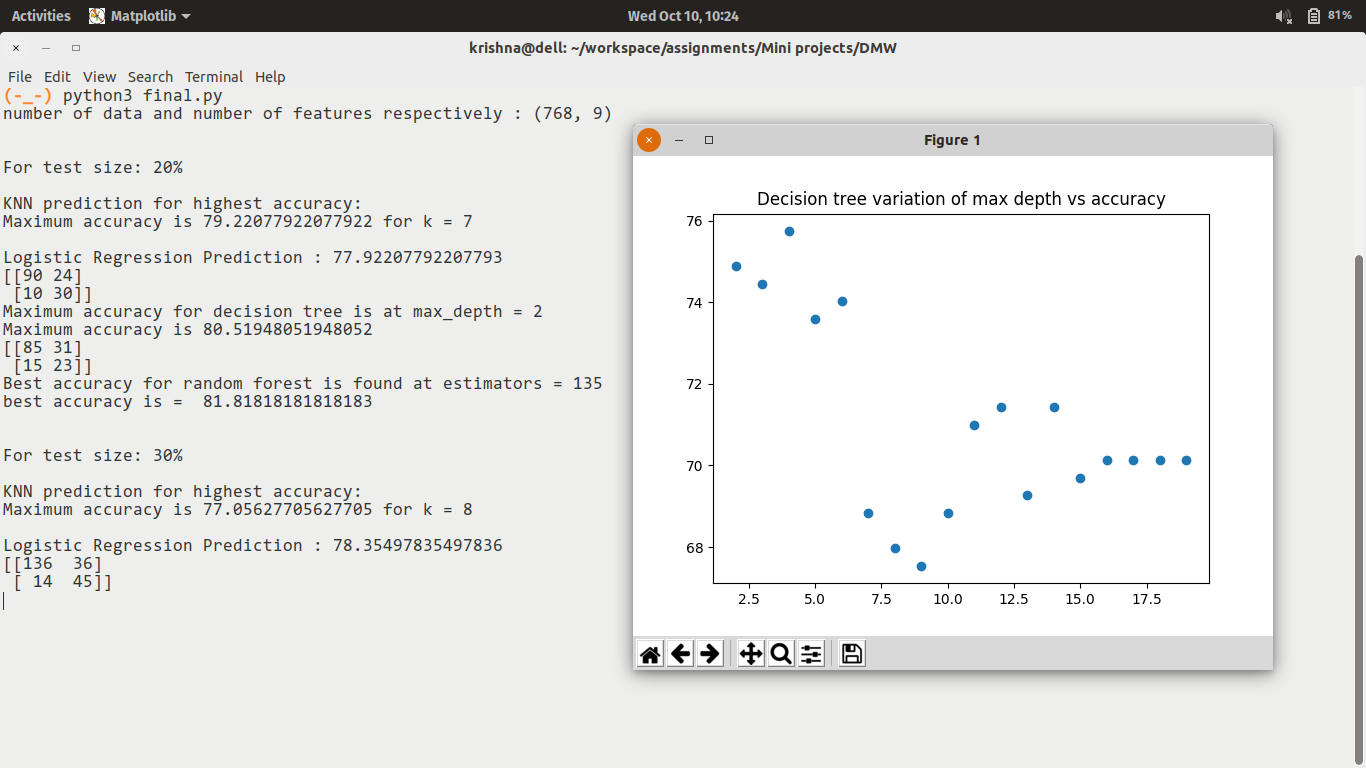 Activities Matplotlib Wed Oct 10, 10:24 81%
krishna@dell: ~/workspace/assignments/Mini projects/DMW
File Edit View Search Terminal Help
(-_-) python3 final.py
number of data and number of features respectively : (768, 9)
For test size: 20%
KNN prediction for highest accuracy:
Maximum accuracy is 79.22077922077922 for k = 7
Logistic Regression Prediction : 77.92207792207793
[[90 24]
[10 30]]
Maximum accuracy for decision tree is at max_depth = 2
Maximum accuracy is 80.51948051948052
[[85 31]
[15 23]]
Best accuracy for random forest is found at estimators = 135
best accuracy is =  81.81818181818183
For test size: 30%
KNN prediction for highest accuracy:
Maximum accuracy is 77.05627705627705 for k = 8
Logistic Regression Prediction : 78.35497835497836
[[136  36]
[ 14  45]]
Figure 1
Decision tree variation of max depth vs accuracy
76
74
72
70
68
2.5 5.0 7.5 10.0 12.5 15.0 17.5